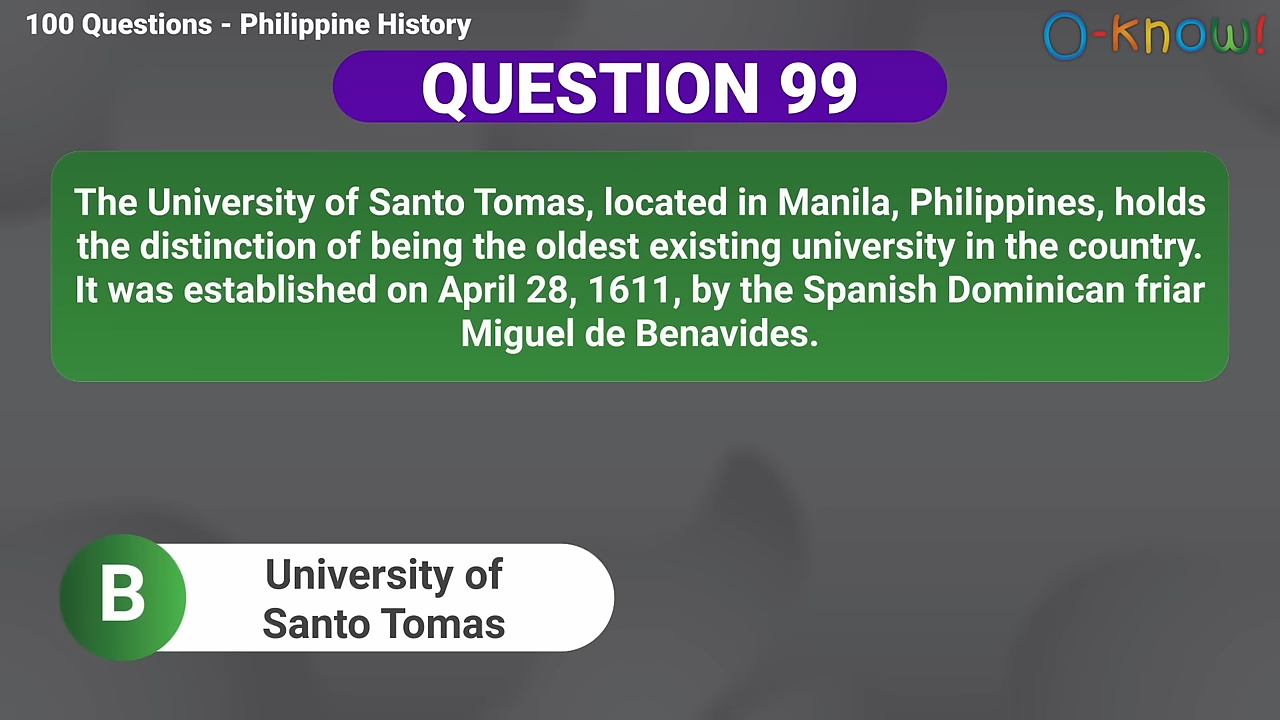 100 Questions - Philippine History
O-know!
QUESTION 99
The University of Santo Tomas, located in Manila, Philippines, holds
the distinction of being the oldest existing university in the country.
It was established on April 28, 1611, by the Spanish Dominican friar
Miguel de Benavides.
B
University of
Santo Tomas